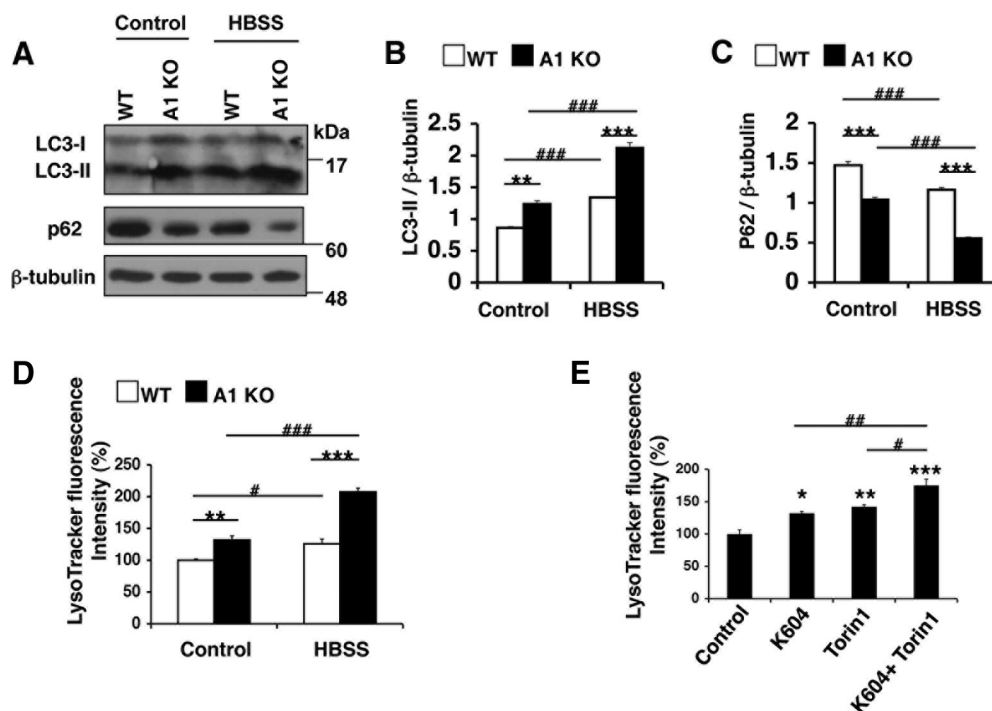 A
Control HBSS
WT A1 KO WT A1 KO
kDa
LC3-I
17
LC3-II
p62
60
β-tubulin
48
B
WT A1 KO
###
LC3-II / β-tubulin
2.5
2
1.5
1
0.5
0
***
###
**
Control HBSS
C
WT A1 KO
###
P62 / β-tubulin
2
1.5
1
0.5
0
***
###
***
Control HBSS
D
WT A1 KO
###
LysoTracker fluorescence
Intensity (%)
250
200
150
100
50
0
***
#
**
Control HBSS
E
##
#
LysoTracker fluorescence
Intensity (%)
200
150
100
50
0
*
**
***
Control
K604
Torin1
K604+ Torin1